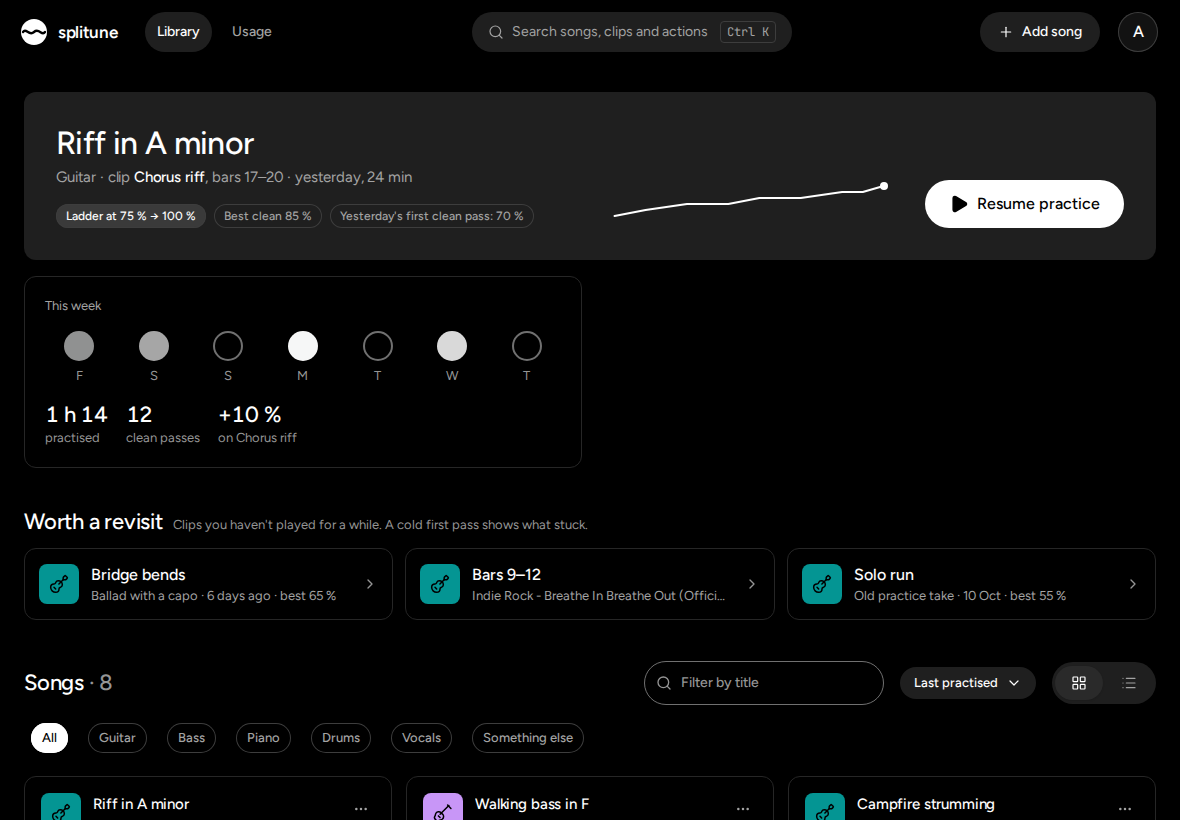 splitune
Library
Usage
Search songs, clips and actions
Ctrl K
Add song
A
Riff in A minor
Guitar · clip Chorus riff, bars 17–20 · yesterday, 24 min
Ladder at 75 % → 100 %
Best clean 85 %
Yesterday's first clean pass: 70 %
Resume practice
This week
F S S M T W T
1 h 14 12 +10 %
practised clean passes on Chorus riff
Worth a revisit Clips you haven't played for a while. A cold first pass shows what stuck.
Bridge bends
Ballad with a capo · 6 days ago · best 65 %
Bars 9–12
Indie Rock - Breathe In Breathe Out (Offici...
Solo run
Old practice take · 10 Oct · best 55 %
Songs · 8
Filter by title
Last practised
All
Guitar
Bass
Piano
Drums
Vocals
Something else
Riff in A minor
Walking bass in F
Campfire strumming